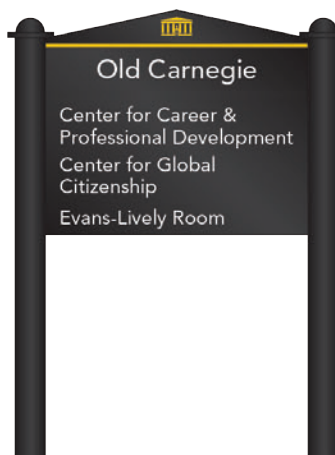 Old Carnegie
Center for Career &
Professional Development
Center for Global
Citizenship
Evans-Lively Room